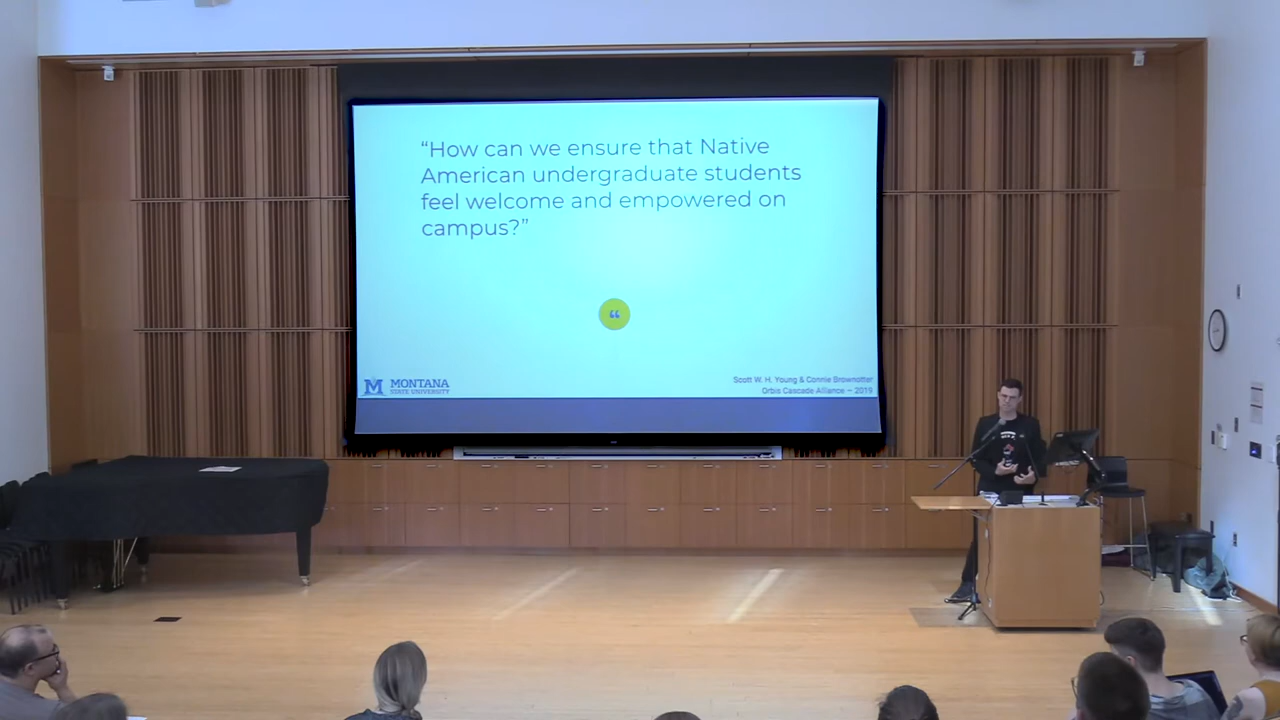 “How can we ensure that Native
American undergraduate students
feel welcome and empowered on
campus?”
“
M MONTANA
STATE UNIVERSITY
Scott W. H. Young & Connie Brownotter
Orbis Cascade Alliance – 2019